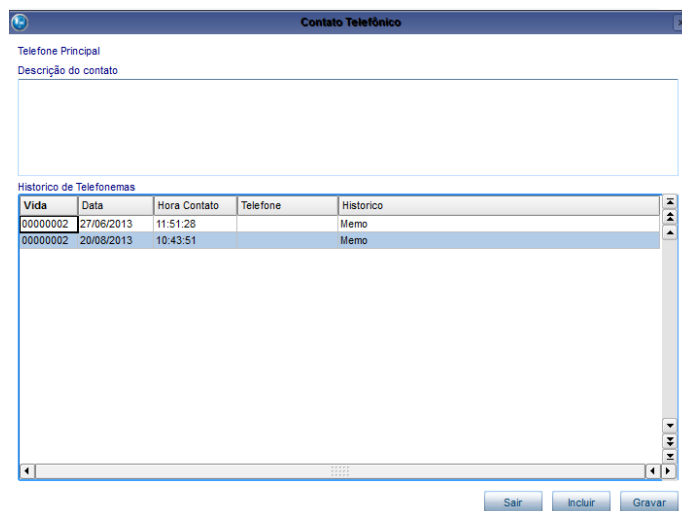 Contato Telefônico
Telefone Principal
Descrição do contato
Historico de Telefonemas
Vida Data Hora Contato Telefone Historico
00000002 27/06/2013 11:51:28 Memo
00000002 20/08/2013 10:43:51 Memo
Sair Incluir Gravar